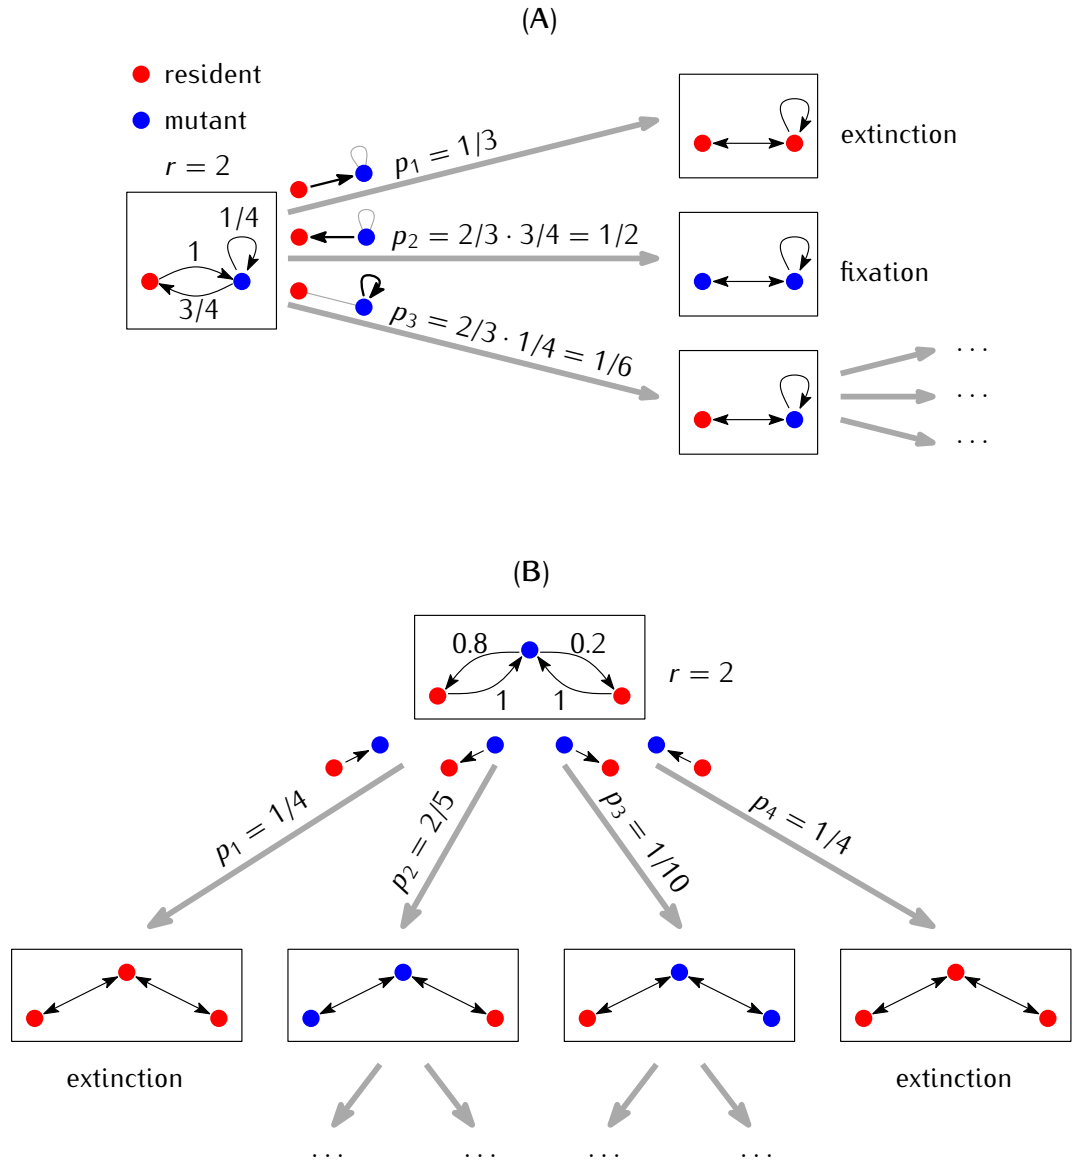 (A)
resident
mutant
r = 2
1/4
1
3/4
p₁ = 1/3
p₂ = 2/3 · 3/4 = 1/2
p₃ = 2/3 · 1/4 = 1/6
extinction
fixation
. . .
. . .
. . .
(B)
0.8
0.2
1
1
r = 2
p₁ = 1/4
p₂ = 2/5
p₃ = 1/10
p₄ = 1/4
extinction
extinction
. . .
. . .
. . .
. . .